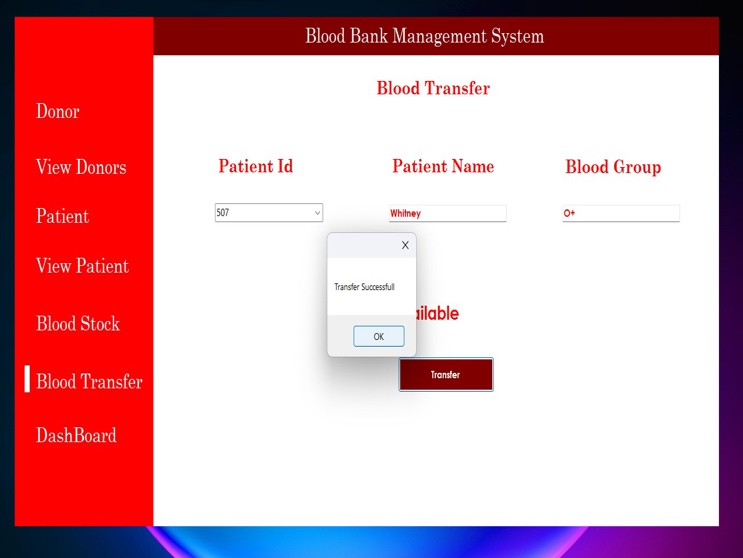 Blood Bank Management System
Blood Transfer
Donor
View Donors
Patient
View Patient
Blood Stock
Blood Transfer
DashBoard
Patient Id
Patient Name
Blood Group
507
Whitney
O+
X
Transfer Successfull
OK
ailable
Transfer